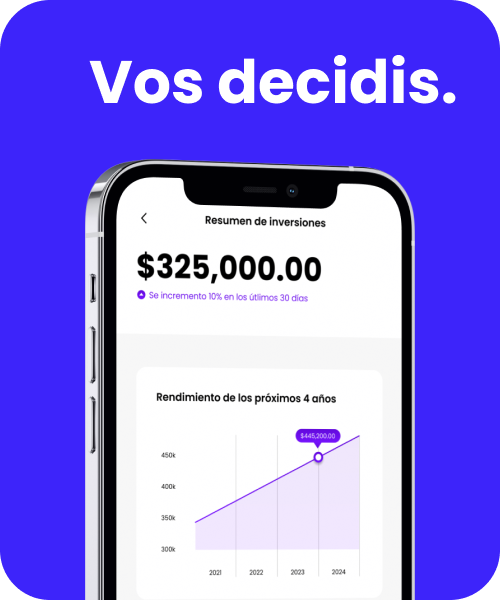 Vos decidis.
Resumen de inversiones
$325,000.00
Se incremento 10% en los útlimos 30 días
Rendimiento de los próximos 4 años
$445,200.00
450k
400k
350k
300k
2021 2022 2023 2024